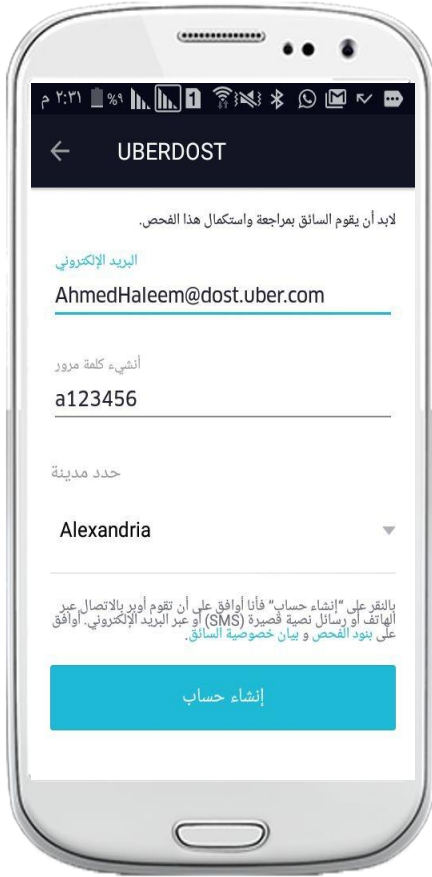 م ٢:٣١ %٩ 1
UBERDOST
لابد أن يقوم السائق بمراجعة واستكمال هذا الفحص.
البريد الإلكتروني
AhmedHaleem@dost.uber.com
أنشيء كلمة مرور
a123456
حدد مدينة
Alexandria
بالنقر على "إنشاء حساب" فأنا أوافق على أن تقوم أوبر بالاتصال عبر
الهاتف أو رسائل نصية قصيرة (SMS) أو عبر البريد الإلكتروني. أوافق
على بنود الفحص و بيان خصوصية السائق.
إنشاء حساب